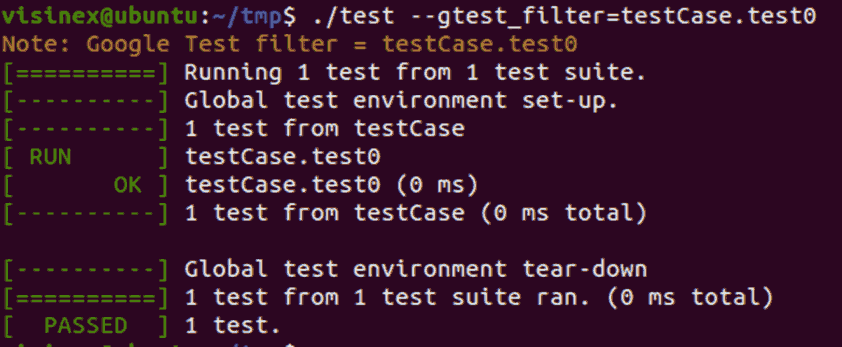 visinex@ubuntu:~/tmp$ ./test --gtest_filter=testCase.test0
Note: Google Test filter = testCase.test0
[==========] Running 1 test from 1 test suite.
[----------] Global test environment set-up.
[----------] 1 test from testCase
[ RUN      ] testCase.test0
[       OK ] testCase.test0 (0 ms)
[----------] 1 test from testCase (0 ms total)

[----------] Global test environment tear-down
[==========] 1 test from 1 test suite ran. (0 ms total)
[  PASSED  ] 1 test.